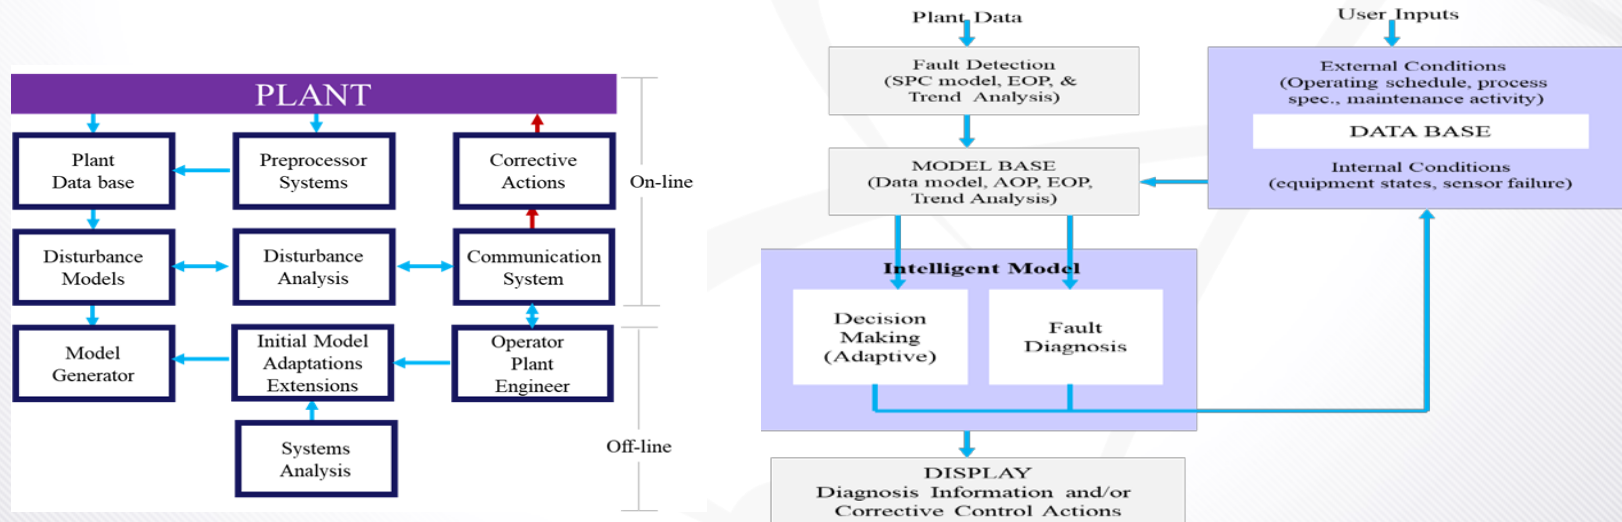 PLANT
Plant
Data base
Preprocessor
Systems
Corrective
Actions
On-line
Disturbance
Models
Disturbance
Analysis
Communication
System
Model
Generator
Initial Model
Adaptations
Extensions
Operator
Plant
Engineer
Systems
Analysis
Off-line
Plant Data
Fault Detection
(SPC model, EOP, &
Trend Analysis)
MODEL BASE
(Data model, AOP, EOP,
Trend Analysis)
User Inputs
External Conditions
(Operating schedule, process
spec., maintenance activity)
DATA BASE
Internal Conditions
(equipment states, sensor failure)
Intelligent Model
Decision
Making
(Adaptive)
Fault
Diagnosis
DISPLAY
Diagnosis Information and/or
Corrective Control Actions